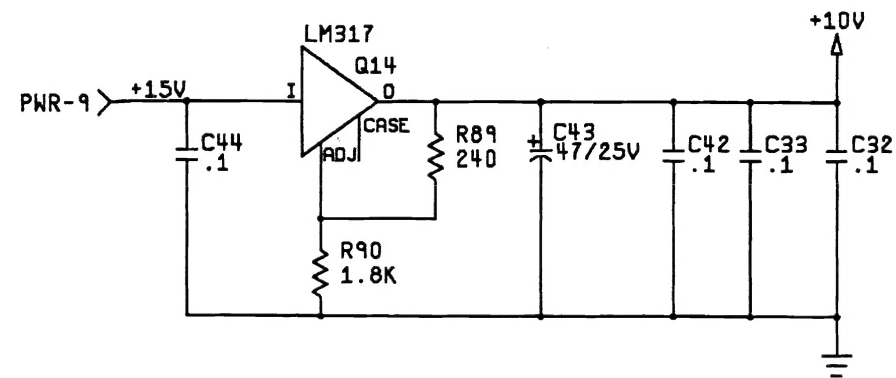 +10V
LM317
Q14
PWR-9
+15V
I
O
CASE
ADJ
C44
.1
R89
240
+
C43
47/25V
C42
.1
C33
.1
C32
.1
R90
1.8K